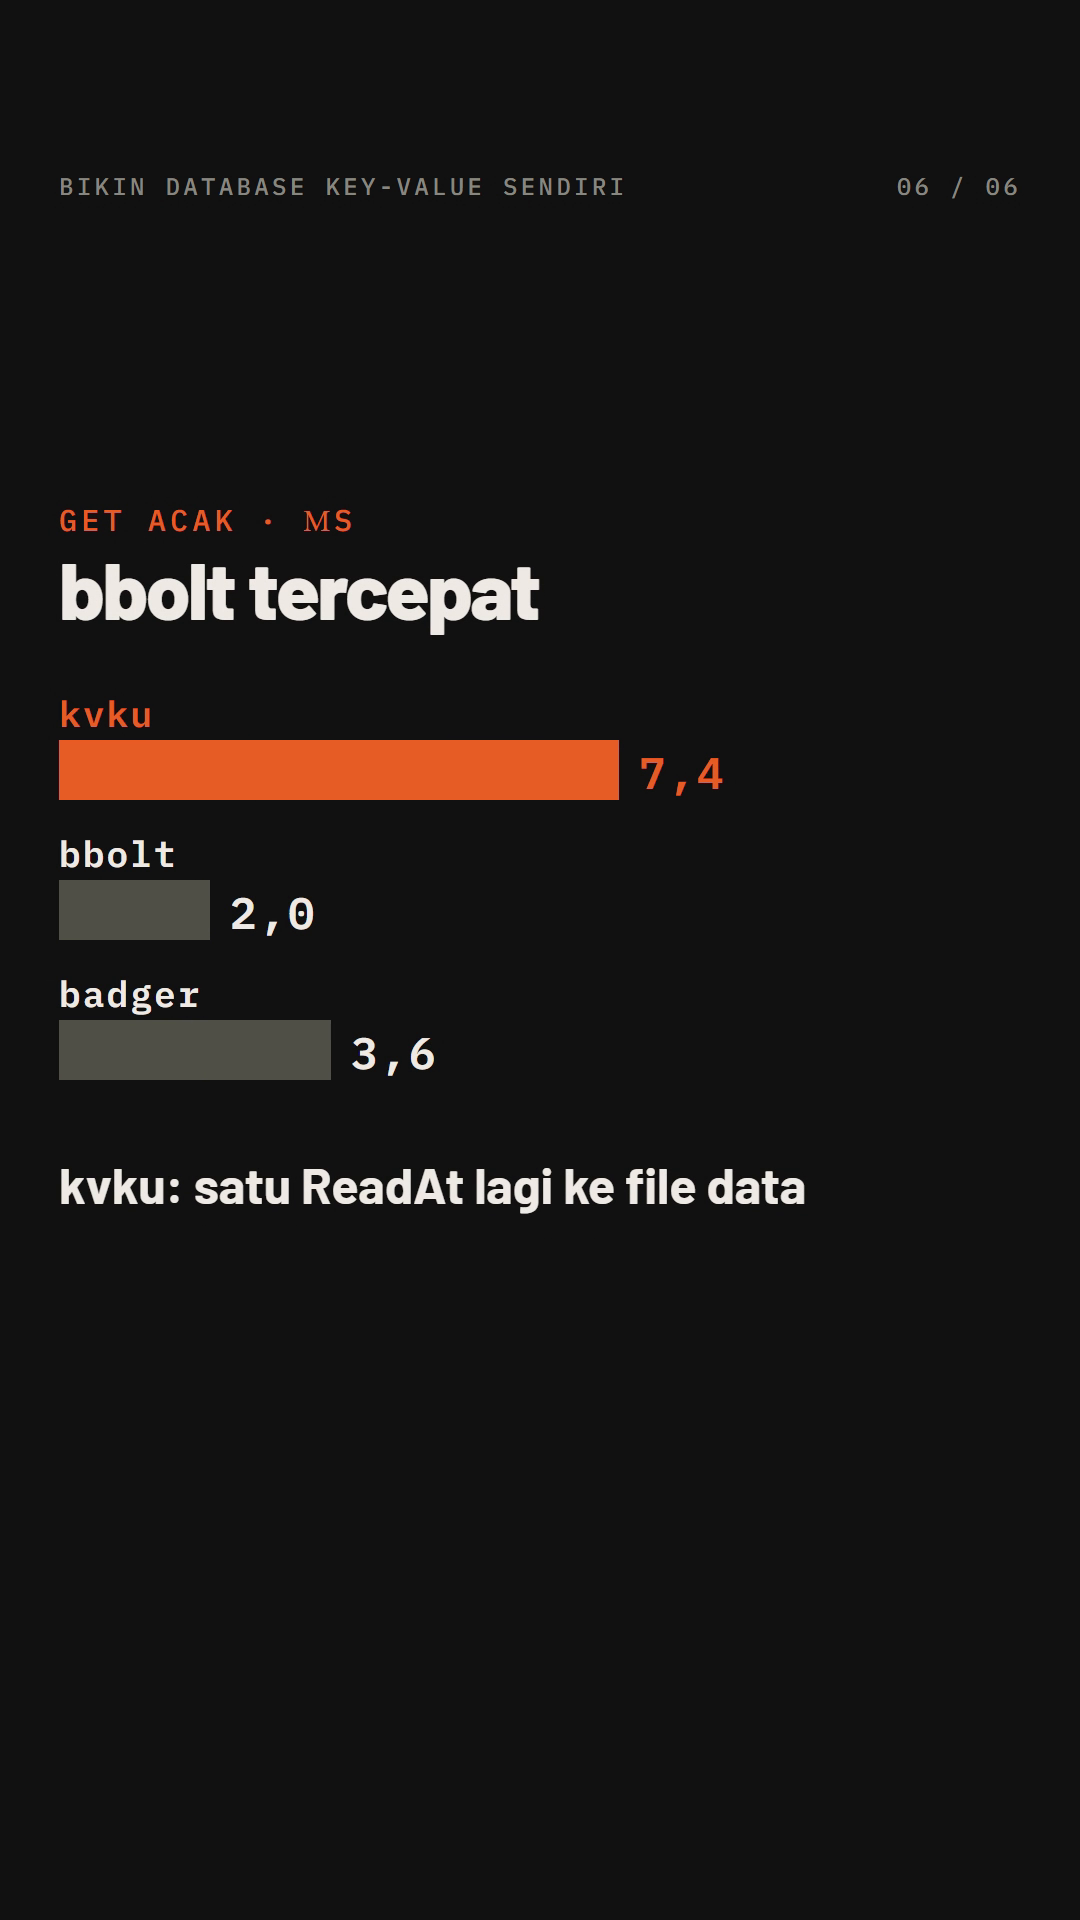 BIKIN DATABASE KEY-VALUE SENDIRI 06 / 06
GET ACAK · ΜS
bbolt tercepat
kvku
7,4
bbolt
2,0
badger
3,6
kvku: satu ReadAt lagi ke file data